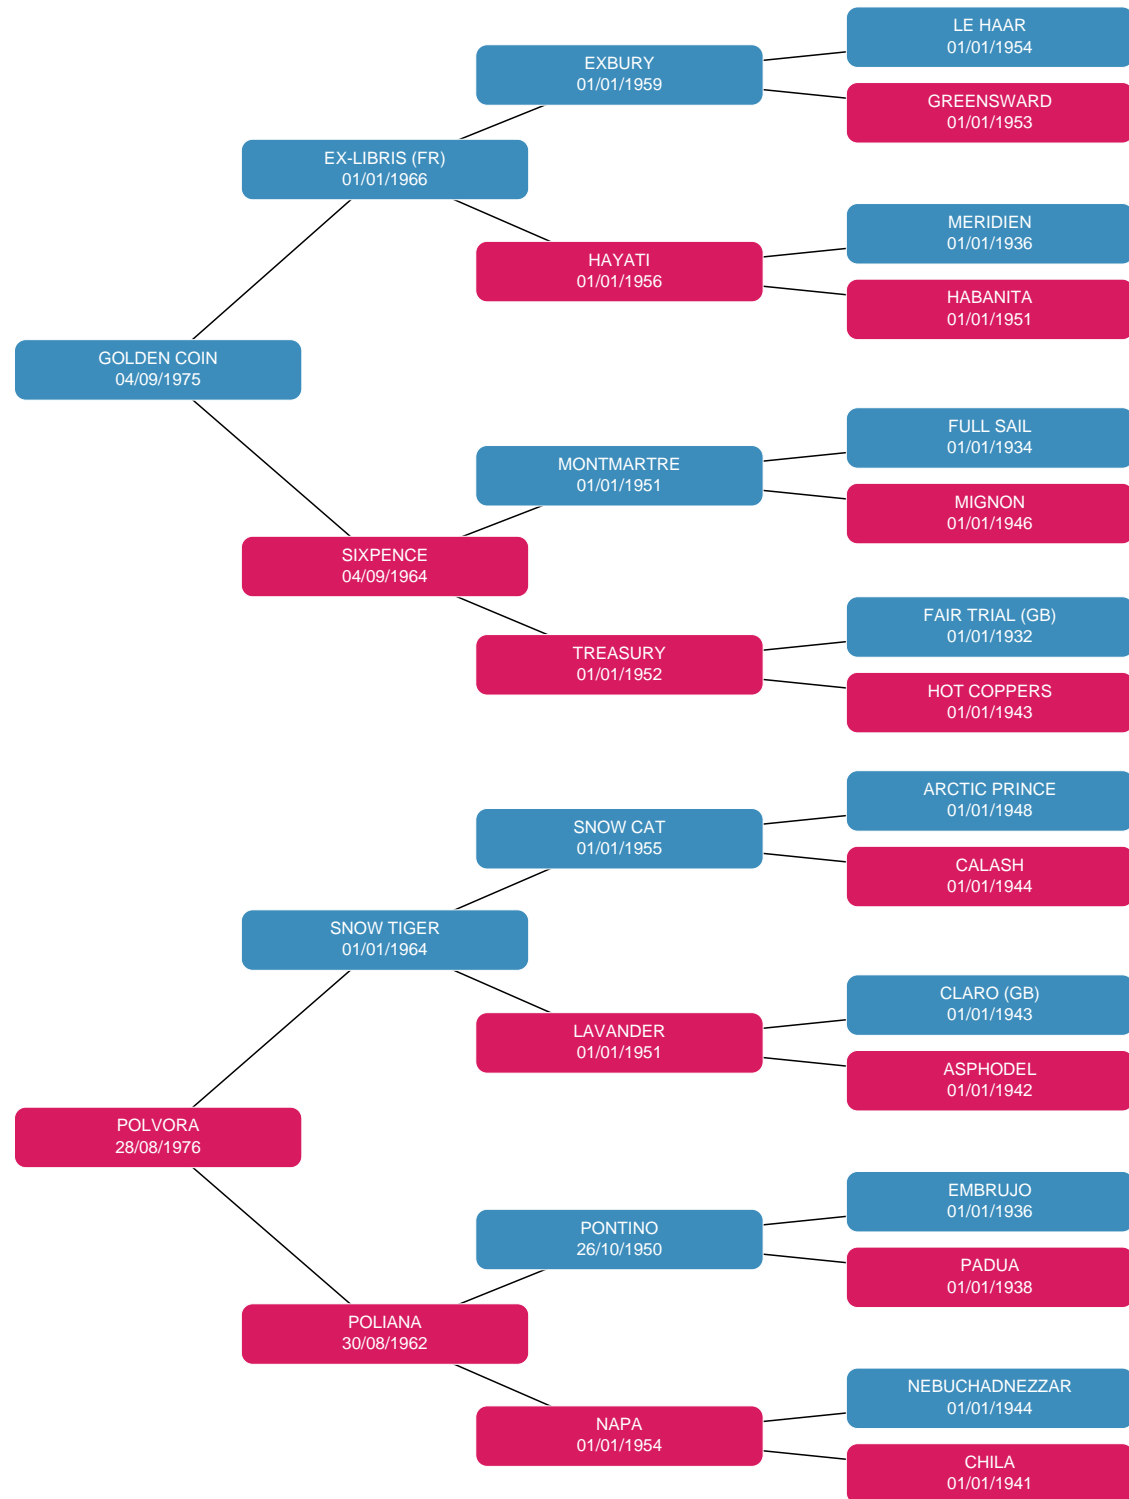 LE HAAR
01/01/1954
EXBURY
01/01/1959
GREENSWARD
01/01/1953
EX-LIBRIS (FR)
01/01/1966
MERIDIEN
01/01/1936
HAYATI
01/01/1956
HABANITA
01/01/1951
GOLDEN COIN
04/09/1975
FULL SAIL
01/01/1934
MONTMARTRE
01/01/1951
MIGNON
01/01/1946
SIXPENCE
04/09/1964
FAIR TRIAL (GB)
01/01/1932
TREASURY
01/01/1952
HOT COPPERS
01/01/1943
ARCTIC PRINCE
01/01/1948
SNOW CAT
01/01/1955
CALASH
01/01/1944
SNOW TIGER
01/01/1964
CLARO (GB)
01/01/1943
LAVANDER
01/01/1951
ASPHODEL
01/01/1942
POLVORA
28/08/1976
EMBRUJO
01/01/1936
PONTINO
26/10/1950
PADUA
01/01/1938
POLIANA
30/08/1962
NEBUCHADNEZZAR
01/01/1944
NAPA
01/01/1954
CHILA
01/01/1941